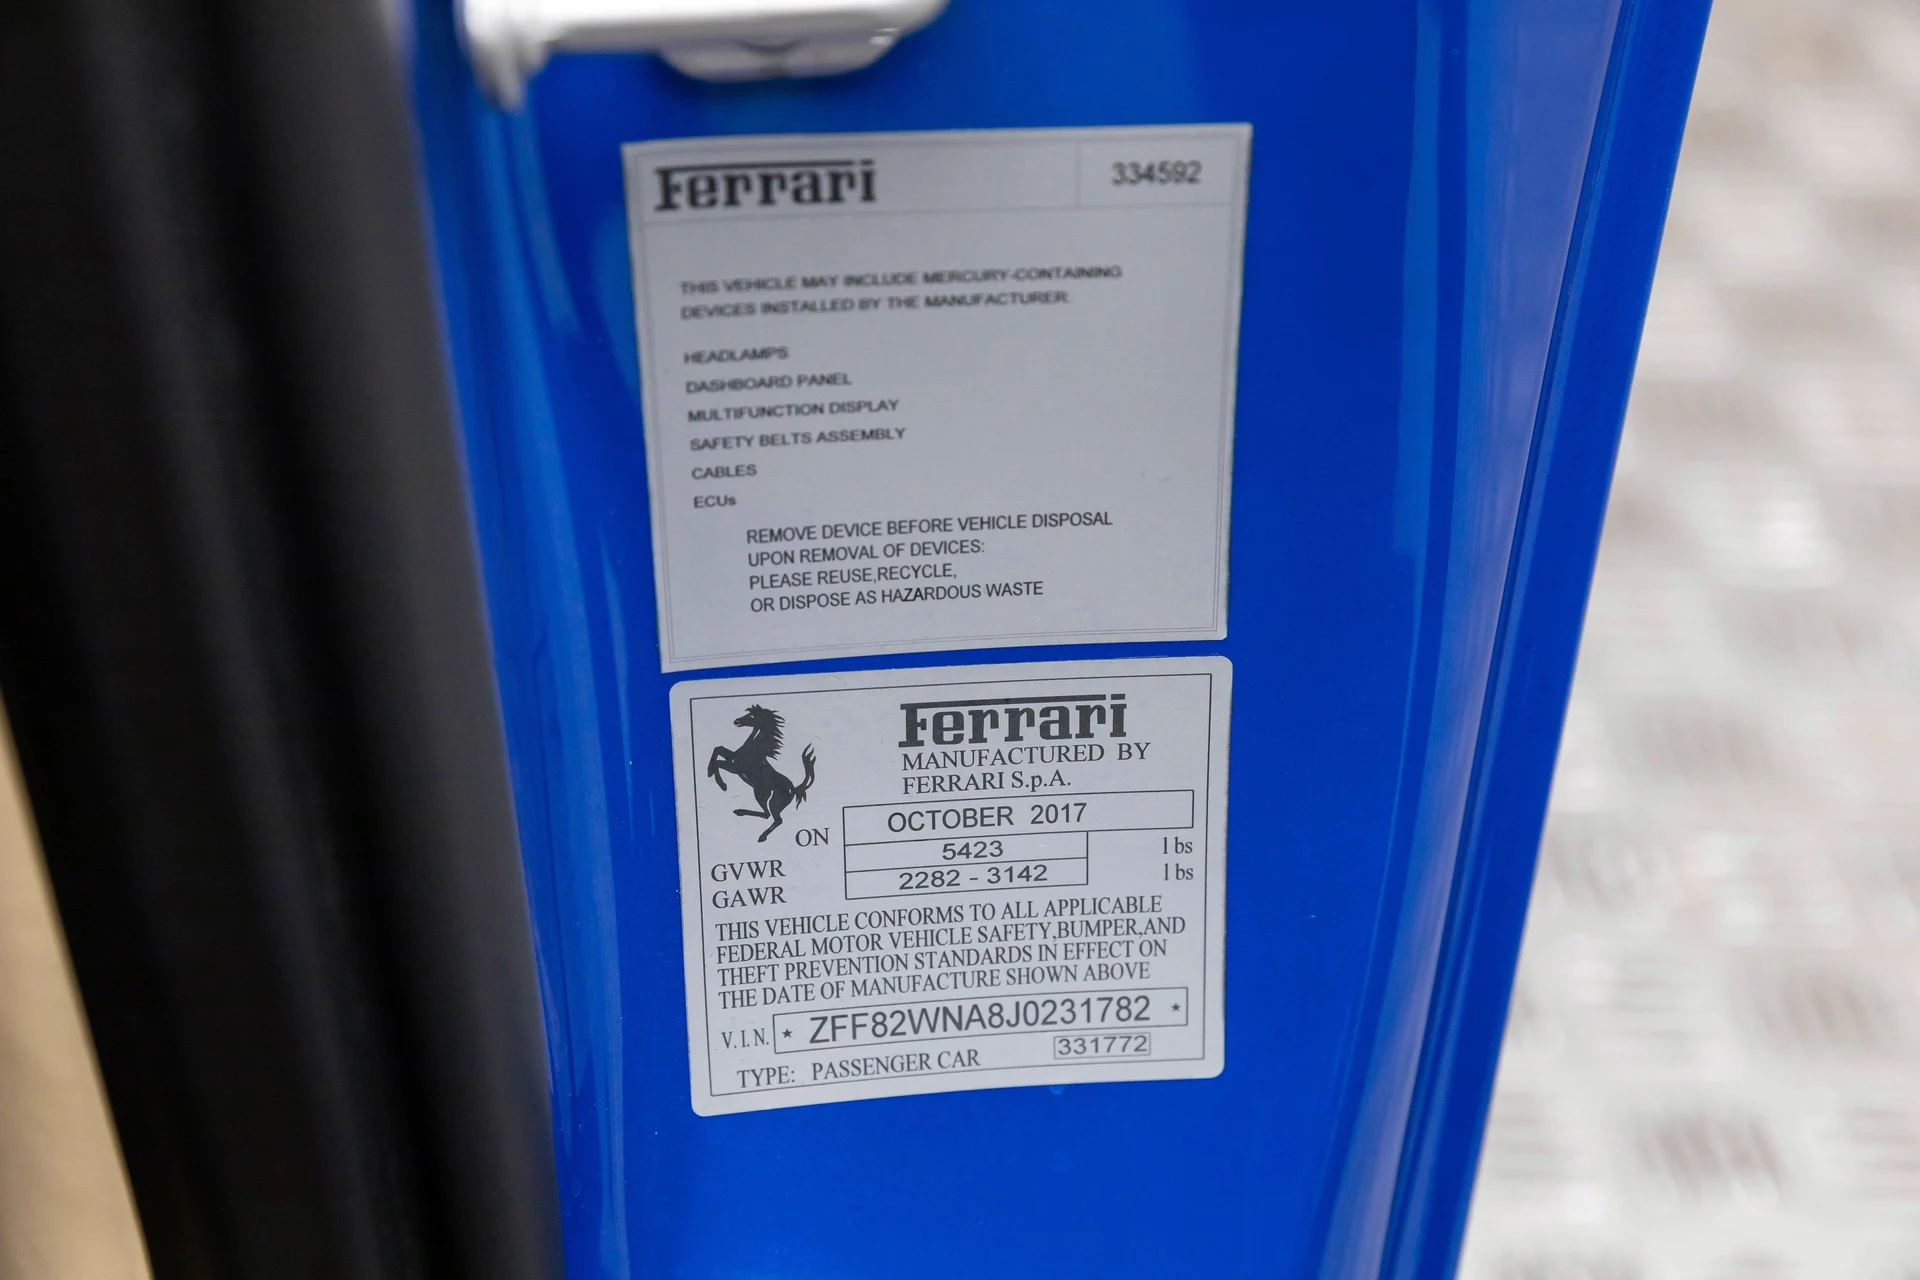 Ferrari 334592
THIS VEHICLE MAY INCLUDE MERCURY-CONTAINING
DEVICES INSTALLED BY THE MANUFACTURER:
HEADLAMPS
DASHBOARD PANEL
MULTIFUNCTION DISPLAY
SAFETY BELTS ASSEMBLY
CABLES
ECUs
REMOVE DEVICE BEFORE VEHICLE DISPOSAL
UPON REMOVAL OF DEVICES:
PLEASE REUSE,RECYCLE,
OR DISPOSE AS HAZARDOUS WASTE
Ferrari
MANUFACTURED BY
FERRARI S.p.A.
ON OCTOBER 2017
GVWR 5423 lbs
GAWR 2282 - 3142 lbs
THIS VEHICLE CONFORMS TO ALL APPLICABLE
FEDERAL MOTOR VEHICLE SAFETY,BUMPER,AND
THEFT PREVENTION STANDARDS IN EFFECT ON
THE DATE OF MANUFACTURE SHOWN ABOVE
V.I.N. * ZFF82WNA8J0231782 *
TYPE: PASSENGER CAR 331772